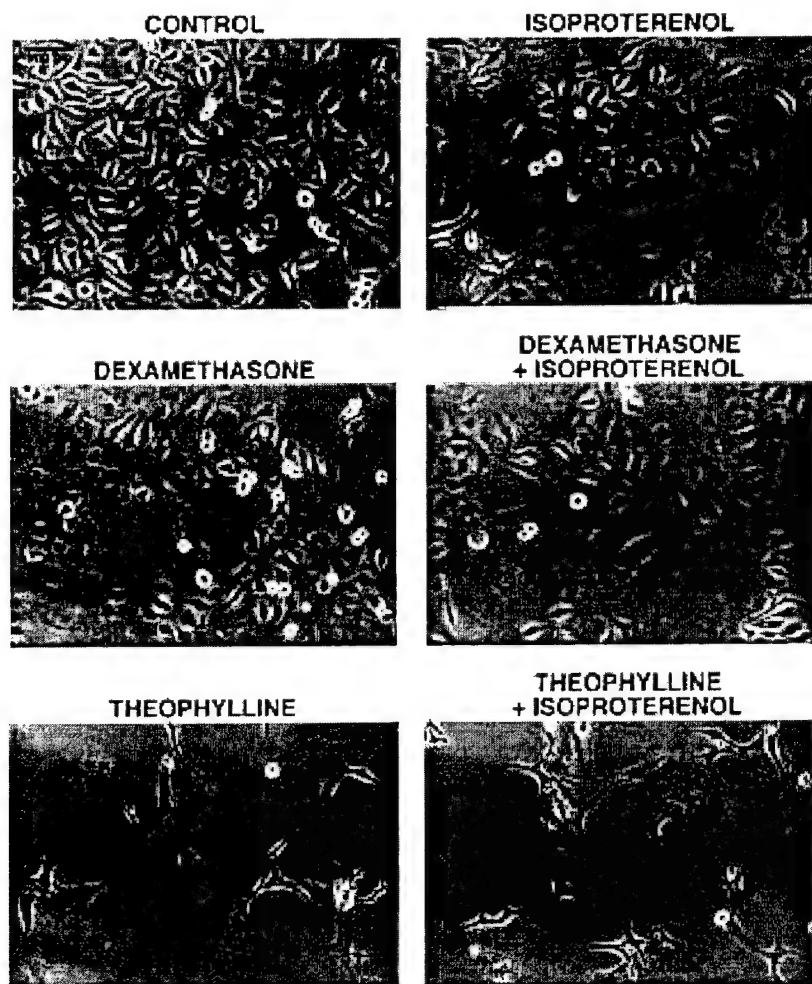 CONTROL
ISOPROTERENOL
DEXAMETHASONE
DEXAMETHASONE
+ ISOPROTERENOL
THEOPHYLLINE
THEOPHYLLINE
+ ISOPROTERENOL